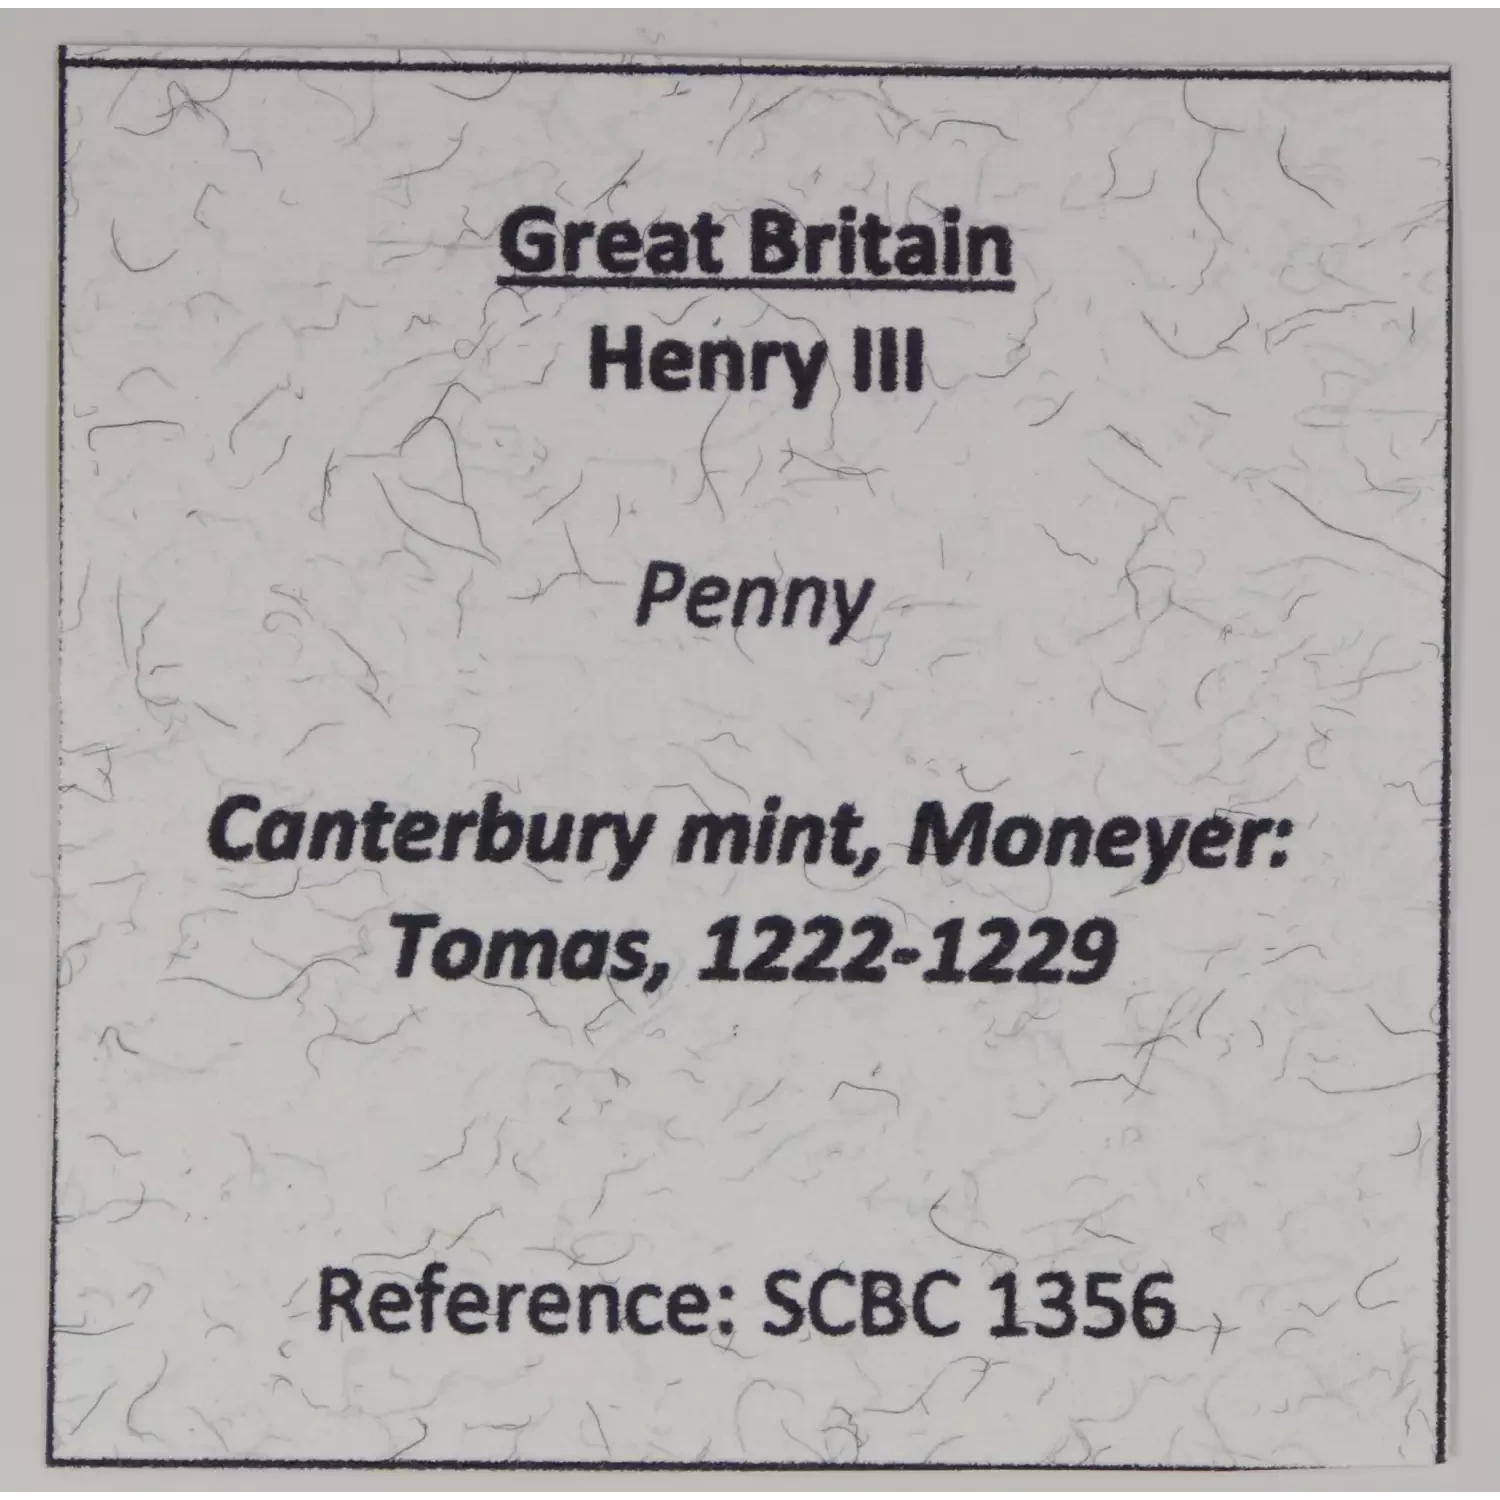 Great Britain
Henry III
Penny
Canterbury mint, Moneyer:
Tomas, 1222-1229
Reference: SCBC 1356